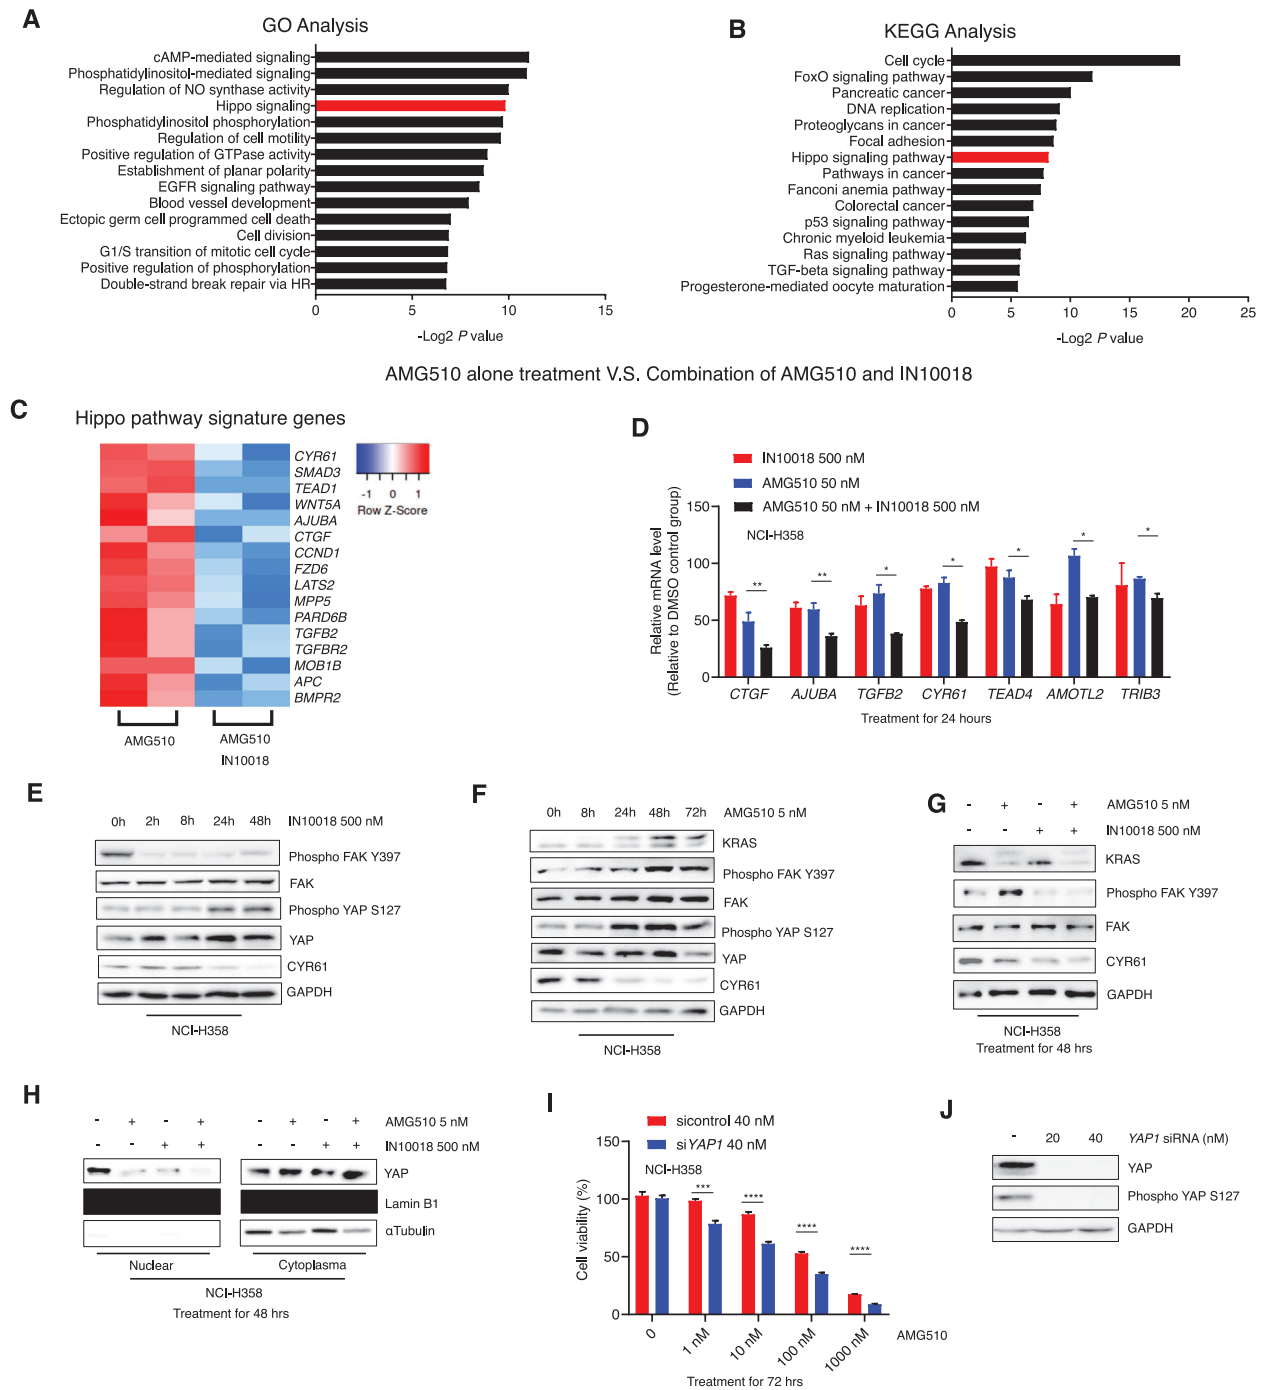 A
GO Analysis
cAMP-mediated signaling
Phosphatidylinositol-mediated signaling
Regulation of NO synthase activity
Hippo signaling
Phosphatidylinositol phosphorylation
Regulation of cell motility
Positive regulation of GTPase activity
Establishment of planar polarity
EGFR signaling pathway
Blood vessel development
Ectopic germ cell programmed cell death
Cell division
G1/S transition of mitotic cell cycle
Positive regulation of phosphorylation
Double-strand break repair via HR
0 5 10 15
-Log2 P value
B
KEGG Analysis
Cell cycle
FoxO signaling pathway
Pancreatic cancer
DNA replication
Proteoglycans in cancer
Focal adhesion
Hippo signaling pathway
Pathways in cancer
Fanconi anemia pathway
Colorectal cancer
p53 signaling pathway
Chronic myeloid leukemia
Ras signaling pathway
TGF-beta signaling pathway
Progesterone-mediated oocyte maturation
0 5 10 15 20 25
-Log2 P value
AMG510 alone treatment V.S. Combination of AMG510 and IN10018
C
Hippo pathway signature genes
CYR61
SMAD3
TEAD1
WNT5A
AJUBA
CTGF
CCND1
FZD6
LATS2
MPP5
PARD6B
TGFB2
TGFBR2
MOB1B
APC
BMPR2
-1 0 1
Row Z-Score
AMG510
AMG510
IN10018
D
IN10018 500 nM
AMG510 50 nM
AMG510 50 nM + IN10018 500 nM
NCI-H358
Relative mRNA level
(Relative to DMSO control group)
150
100
50
0
** ** * * * * *
CTGF AJUBA TGFB2 CYR61 TEAD4 AMOTL2 TRIB3
Treatment for 24 hours
E
0h 2h 8h 24h 48h IN10018 500 nM
Phospho FAK Y397
FAK
Phospho YAP S127
YAP
CYR61
GAPDH
NCI-H358
F
0h 8h 24h 48h 72h AMG510 5 nM
KRAS
Phospho FAK Y397
FAK
Phospho YAP S127
YAP
CYR61
GAPDH
NCI-H358
G
- + - + AMG510 5 nM
- - + + IN10018 500 nM
KRAS
Phospho FAK Y397
FAK
CYR61
GAPDH
NCI-H358
Treatment for 48 hrs
H
- + - + - + - + AMG510 5 nM
- - + + - - + + IN10018 500 nM
YAP
Lamin B1
αTubulin
Nuclear Cytoplasma
NCI-H358
Treatment for 48 hrs
I
sicontrol 40 nM
siYAP1 40 nM
NCI-H358
Cell viability (%)
150
100
50
0
*** **** **** ****
0 1 nM 10 nM 100 nM 1000 nM AMG510
Treatment for 72 hrs
J
- 20 40 YAP1 siRNA (nM)
YAP
Phospho YAP S127
GAPDH